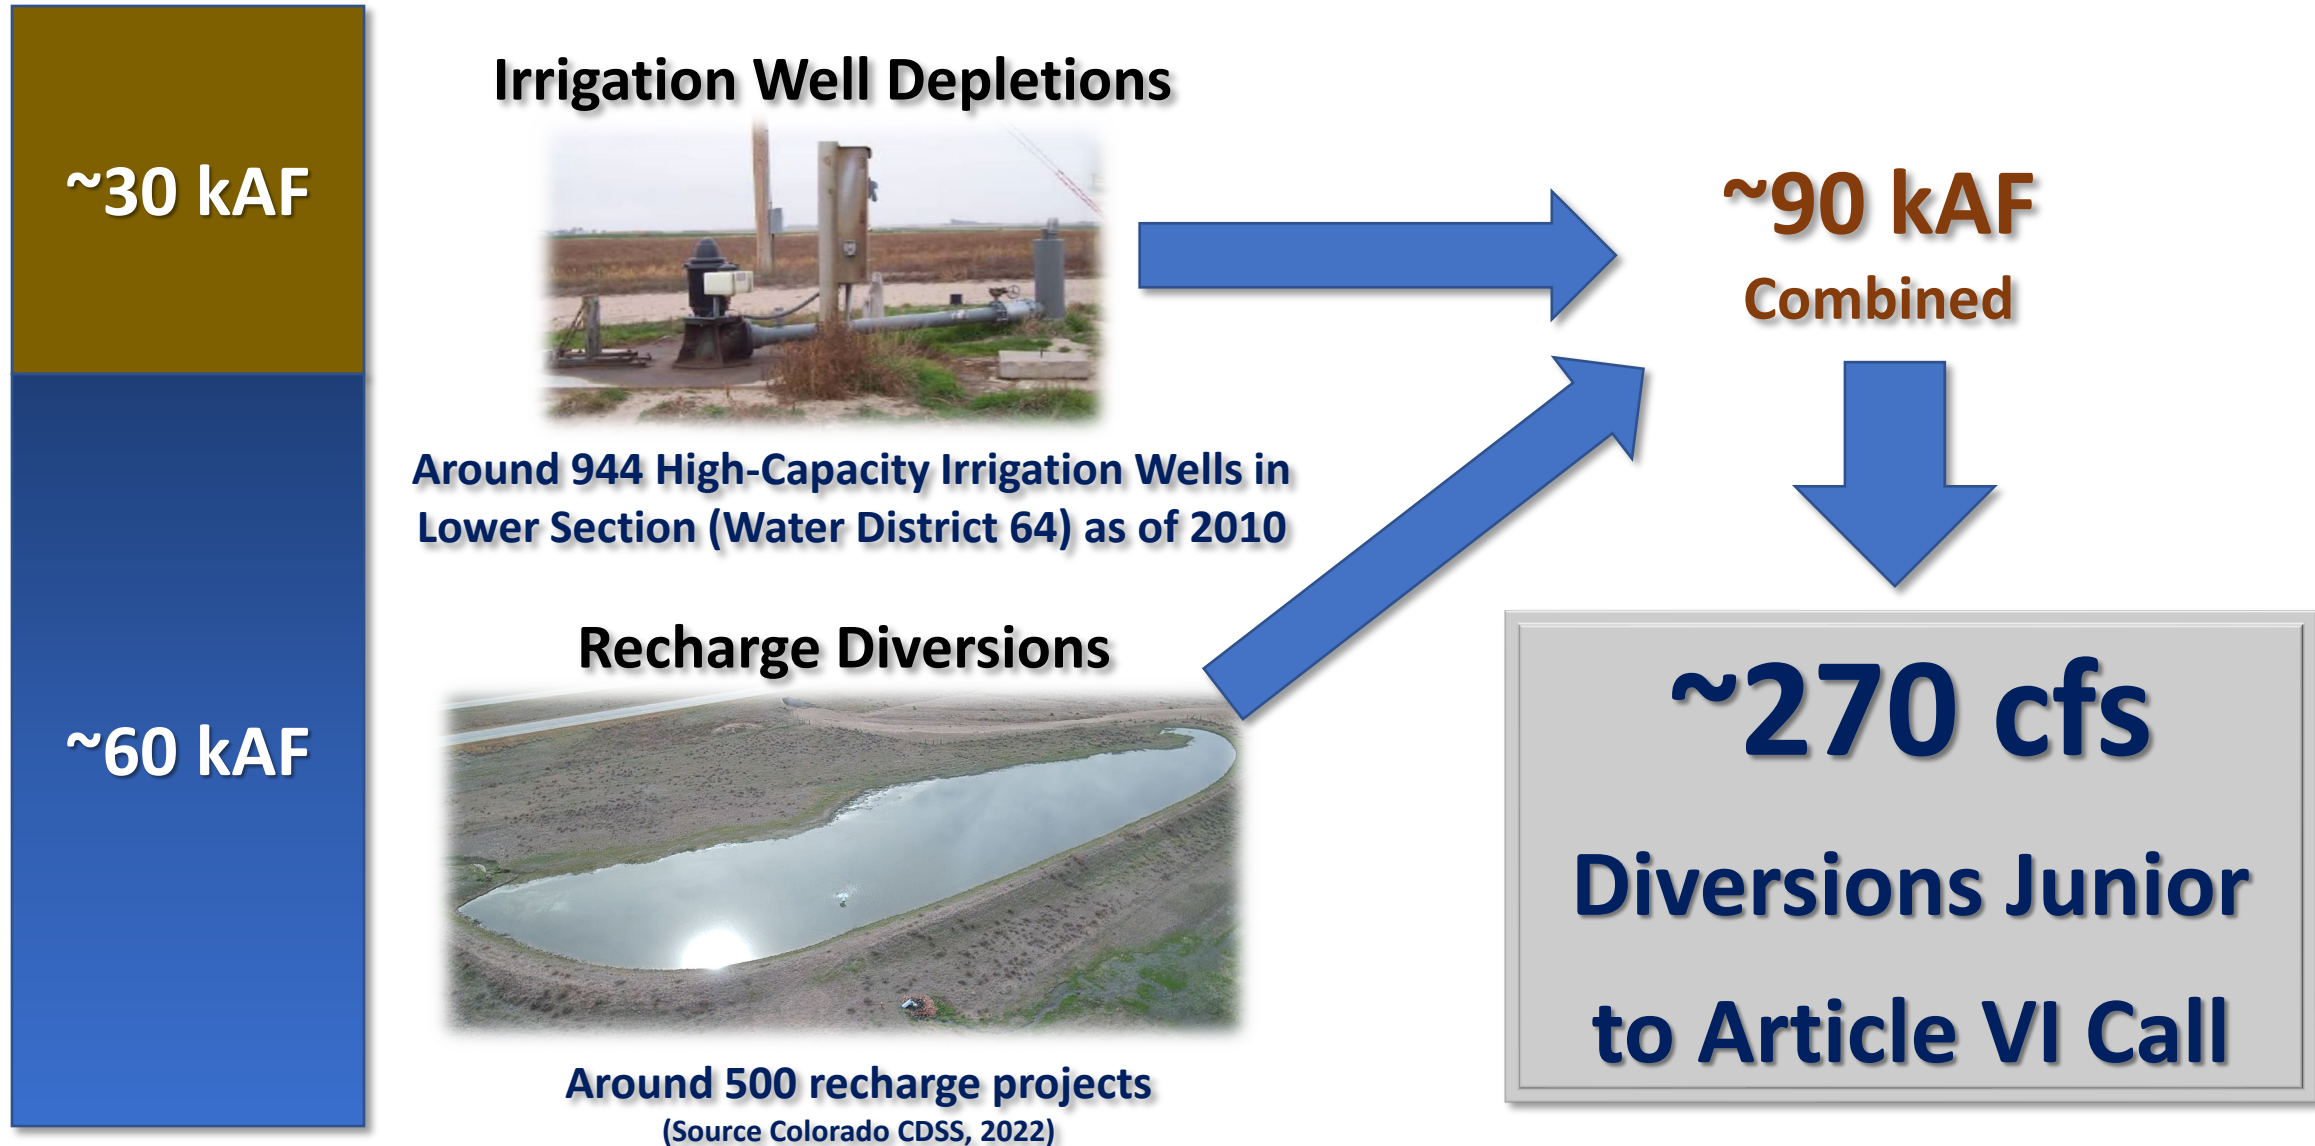 ~30 kAF
~60 kAF
Irrigation Well Depletions
Around 944 High-Capacity Irrigation Wells in
Lower Section (Water District 64) as of 2010
Recharge Diversions
Around 500 recharge projects
(Source Colorado CDSS, 2022)
~90 kAF
Combined
~270 cfs
Diversions Junior
to Article VI Call